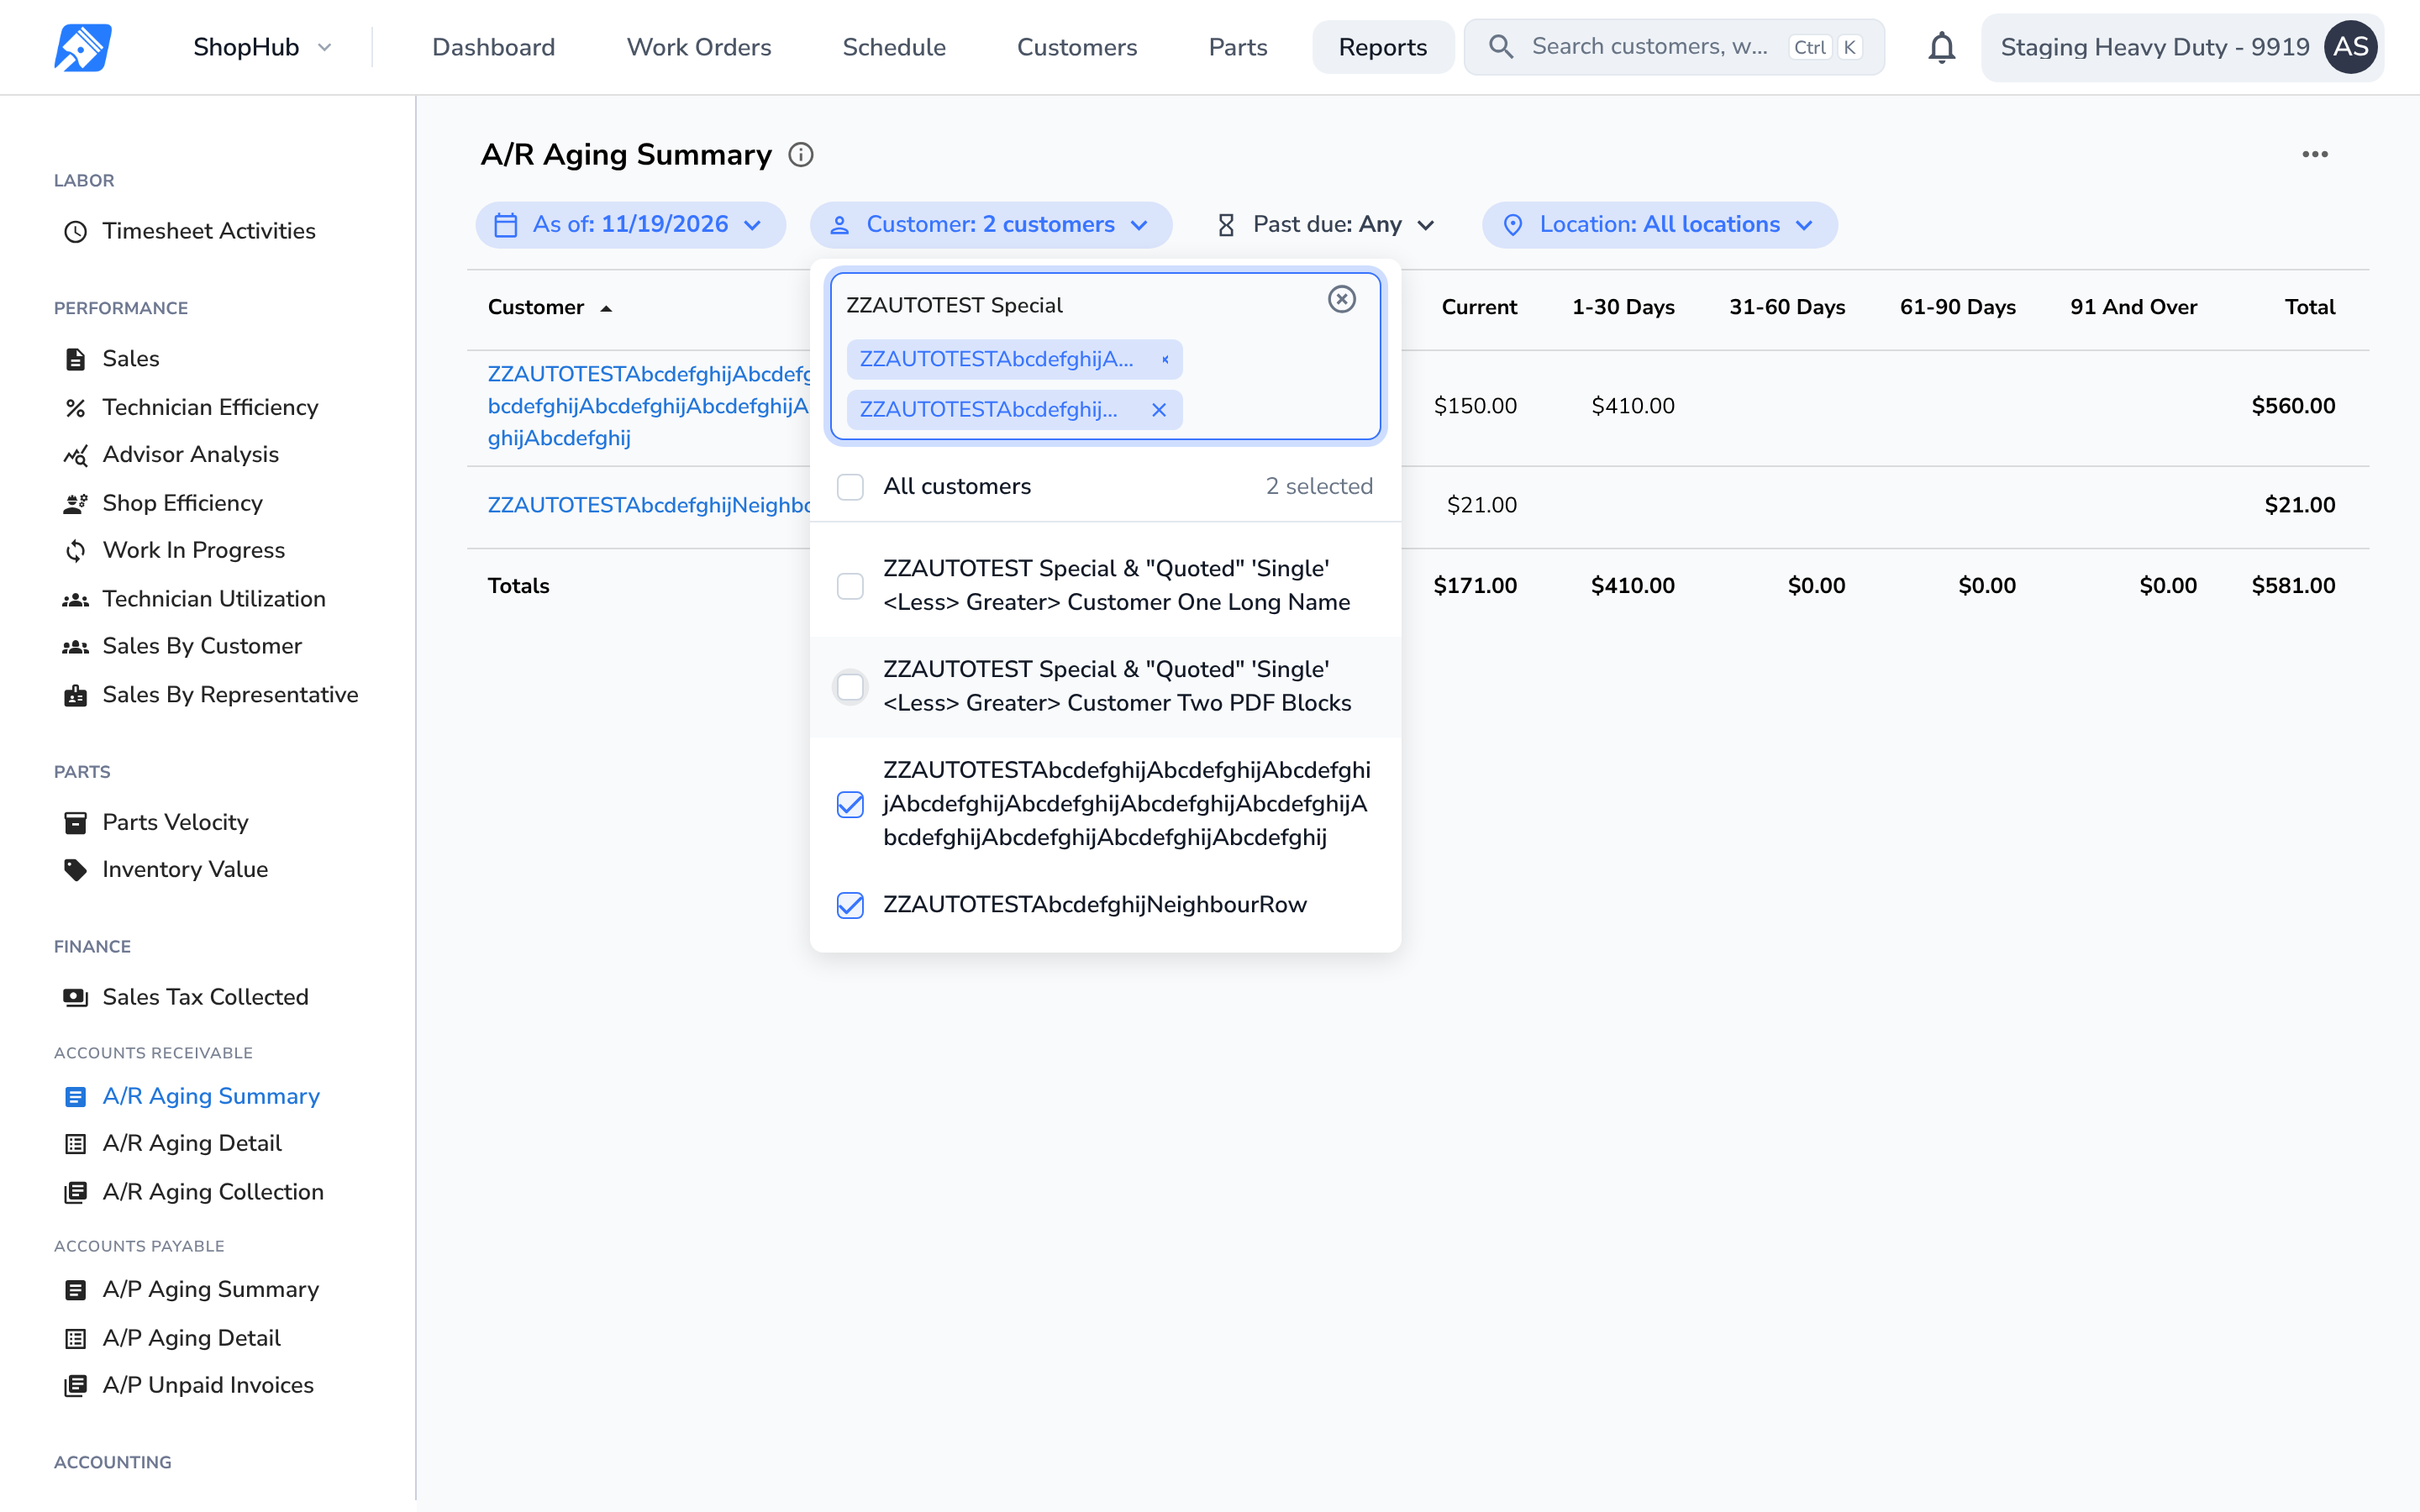 ShopHub
Dashboard
Work Orders
Schedule
Customers
Parts
Reports
Search customers, w...
Ctrl K
Staging Heavy Duty - 9919
AS
LABOR
Timesheet Activities
PERFORMANCE
Sales
Technician Efficiency
Advisor Analysis
Shop Efficiency
Work In Progress
Technician Utilization
Sales By Customer
Sales By Representative
PARTS
Parts Velocity
Inventory Value
FINANCE
Sales Tax Collected
ACCOUNTS RECEIVABLE
A/R Aging Summary
A/R Aging Detail
A/R Aging Collection
ACCOUNTS PAYABLE
A/P Aging Summary
A/P Aging Detail
A/P Unpaid Invoices
ACCOUNTING
A/R Aging Summary
As of: 11/19/2026
Customer: 2 customers
Past due: Any
Location: All locations
Customer
Current
1-30 Days
31-60 Days
61-90 Days
91 And Over
Total
ZZAUTOTESTAbcdefghijAbcdefg
bcdefghijAbcdefghijAbcdefghijA
ghijAbcdefghij
$150.00
$410.00
$560.00
ZZAUTOTESTAbcdefghijNeighbo
$21.00
$21.00
Totals
$171.00
$410.00
$0.00
$0.00
$0.00
$581.00
ZZAUTOTEST Special
ZZAUTOTESTAbcdefghijA...
ZZAUTOTESTAbcdefghij...
All customers
2 selected
ZZAUTOTEST Special & "Quoted" 'Single'
<Less> Greater> Customer One Long Name
ZZAUTOTEST Special & "Quoted" 'Single'
<Less> Greater> Customer Two PDF Blocks
ZZAUTOTESTAbcdefghijAbcdefghijAbcdefghi
jAbcdefghijAbcdefghijAbcdefghijAbcdefghijA
bcdefghijAbcdefghijAbcdefghijAbcdefghij
ZZAUTOTESTAbcdefghijNeighbourRow